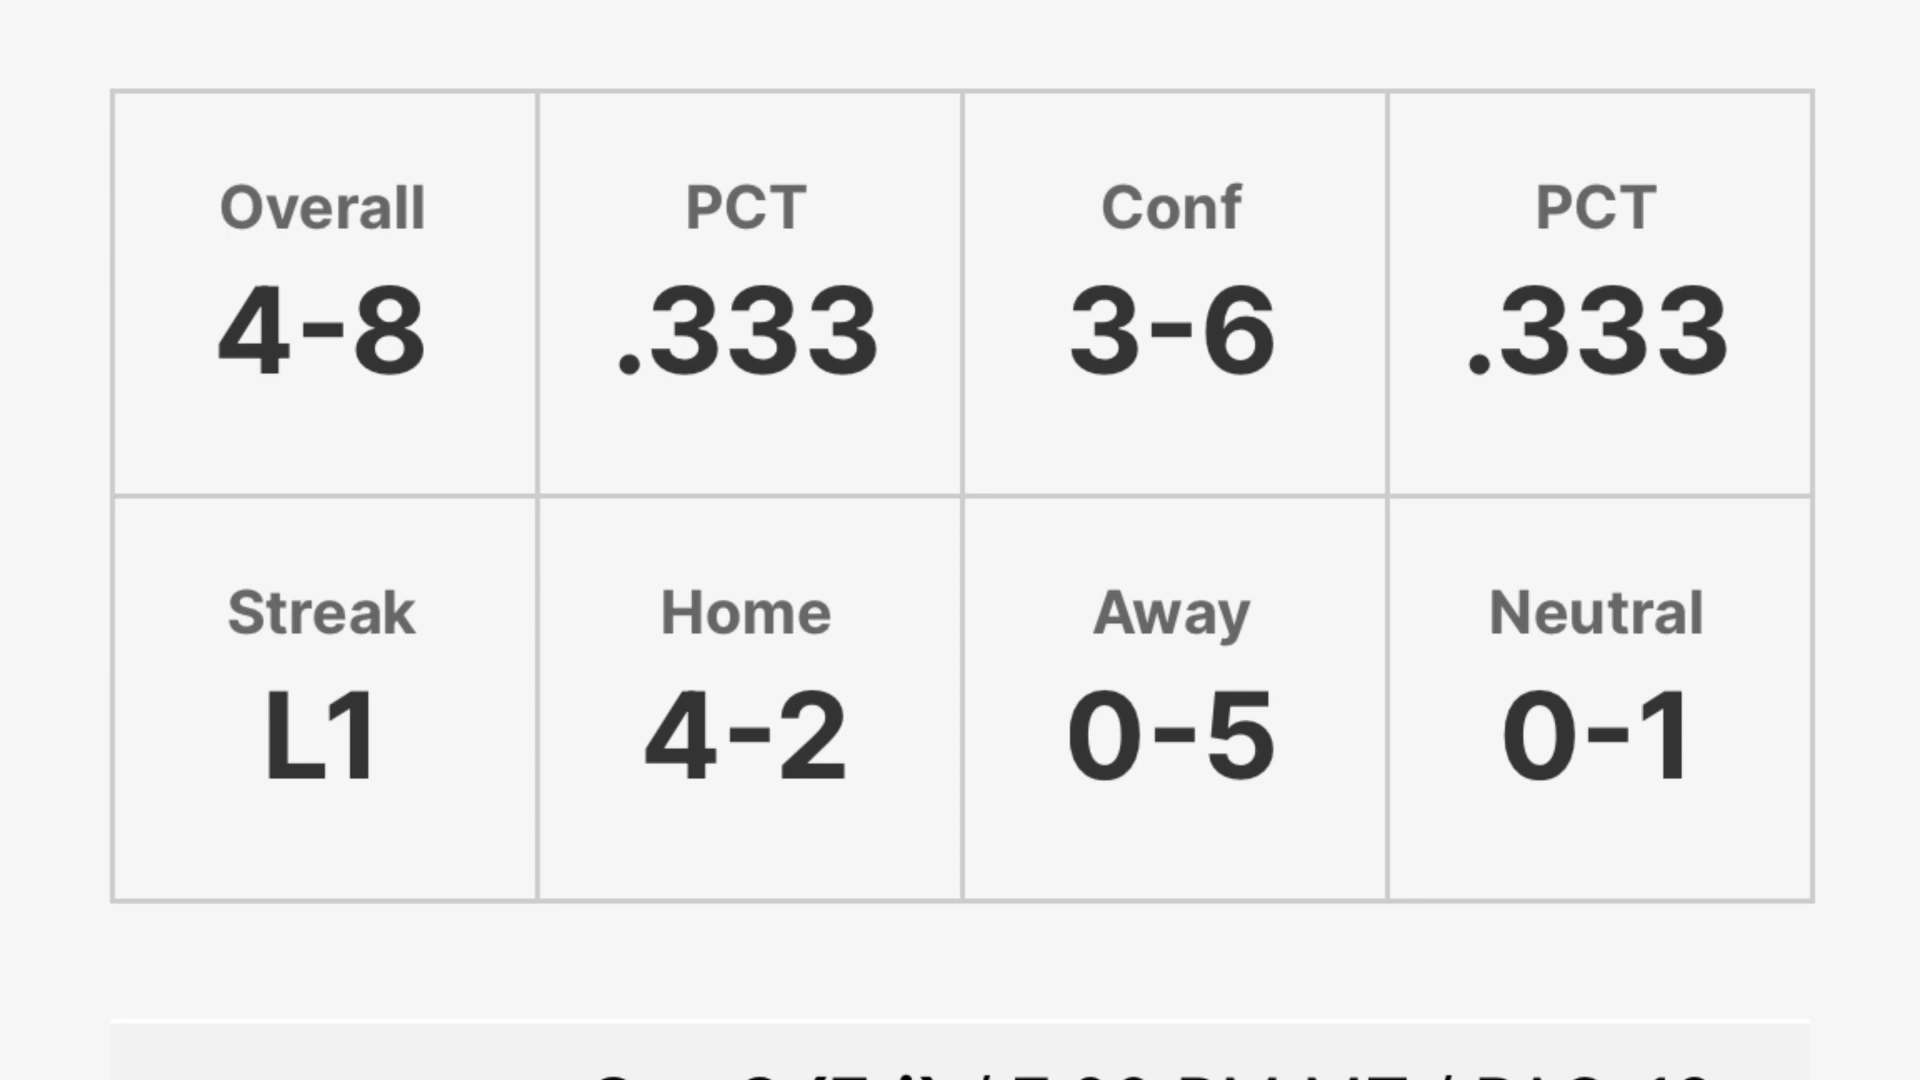 Overall PCT Conf PCT
4-8 .333 3-6 .333
Streak Home Away Neutral
L1 4-2 0-5 0-1